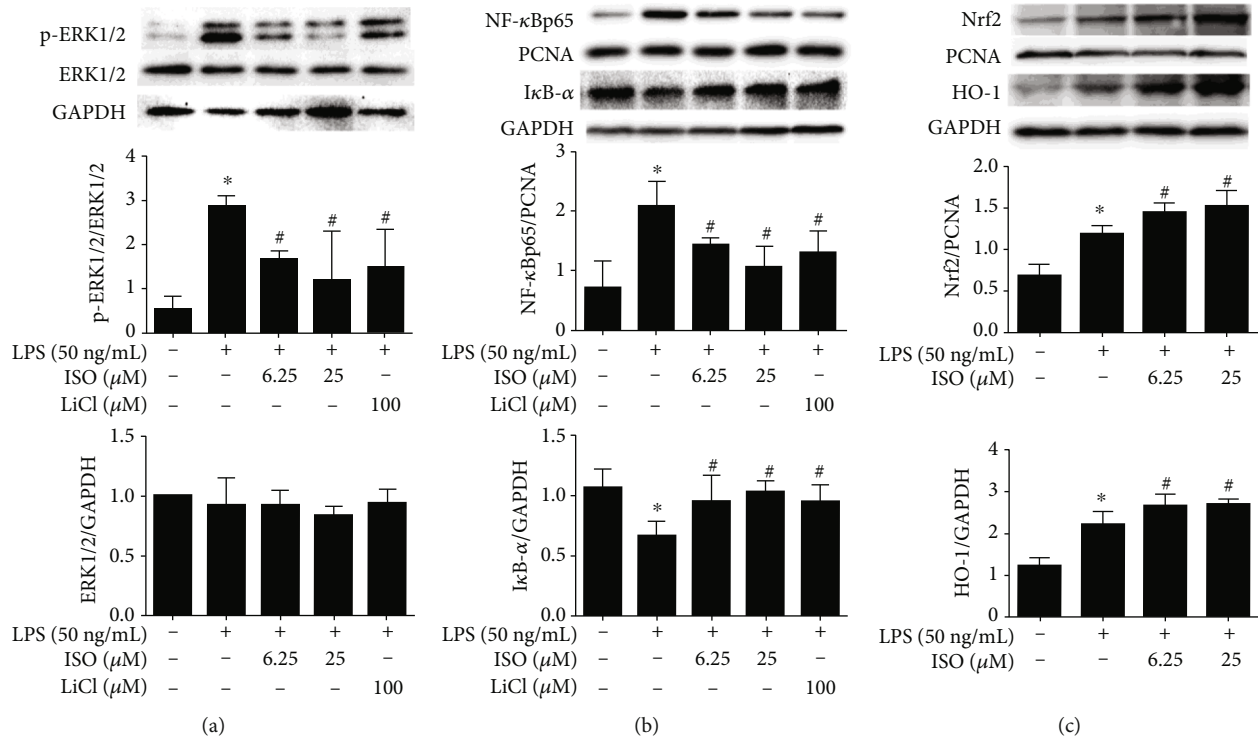 p-ERK1/2
ERK1/2
GAPDH
4
3
2
1
0
p-ERK1/2/ERK1/2
* # # #
LPS (50 ng/mL) – + + + +
ISO (μM) – – 6.25 25 –
LiCl (μM) – – – – 100
1.5
1.0
0.5
0.0
ERK1/2/GAPDH
LPS (50 ng/mL) – + + + +
ISO (μM) – – 6.25 25 –
LiCl (μM) – – – – 100
(a)
NF-κBp65
PCNA
IκB-α
GAPDH
3
2
1
0
NF-κBp65/PCNA
* # # #
LPS (50 ng/mL) – + + + +
ISO (μM) – – 6.25 25 –
LiCl (μM) – – – – 100
1.5
1.0
0.5
0.0
IκB-α/GAPDH
* # # #
LPS (50 ng/mL) – + + + +
ISO (μM) – – 6.25 25 –
LiCl (μM) – – – – 100
(b)
Nrf2
PCNA
HO-1
GAPDH
2.0
1.5
1.0
0.5
0.0
Nrf2/PCNA
* # #
LPS (50 ng/mL) – + + +
ISO (μM) – – 6.25 25
4
3
2
1
0
HO-1/GAPDH
* # #
LPS (50 ng/mL) – + + +
ISO (μM) – – 6.25 25
(c)